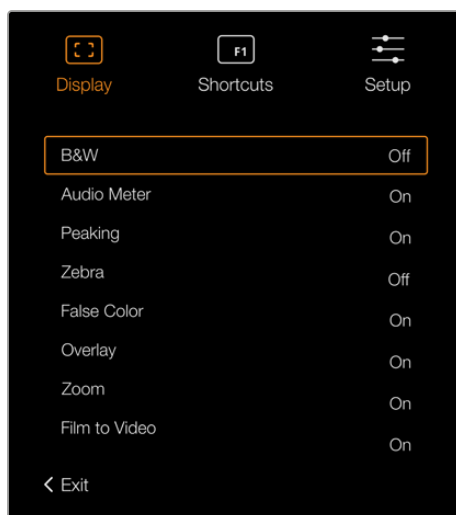 F1
Display Shortcuts Setup
B&W Off
Audio Meter On
Peaking On
Zebra Off
False Color On
Overlay On
Zoom On
Film to Video On
Exit